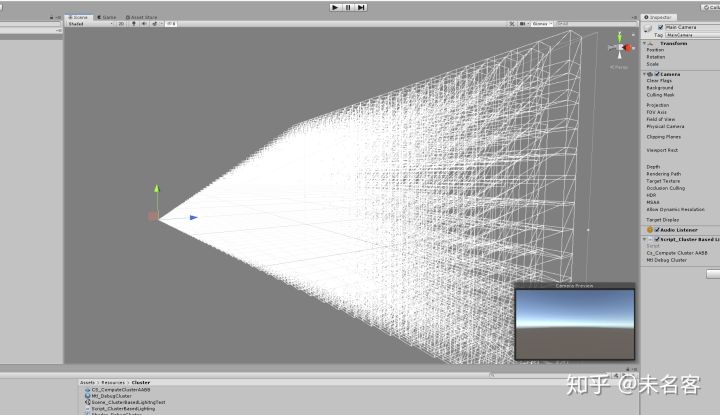 Scene
Game
Asset Store
Shaded
2D
Gizmos
Persp
Inspector
Main Camera
Tag
MainCamera
Transform
Position
Rotation
Scale
Camera
Clear Flags
Background
Culling Mask
Projection
FOV Axis
Field of View
Physical Camera
Clipping Planes
Viewport Rect
Depth
Rendering Path
Target Texture
Occlusion Culling
HDR
MSAA
Allow Dynamic Resolution
Target Display
Audio Listener
Script_Cluster Based Li
Script
Cs_Compute Cluster AABB
Mtl Debug Cluster
Camera Preview
Assets › Resources › Cluster
CS_ComputeClusterAABB
Mtl_DebugCluster
Scene_ClusterBasedLightingTest
Script_ClusterBasedLighting
知乎 @未名客